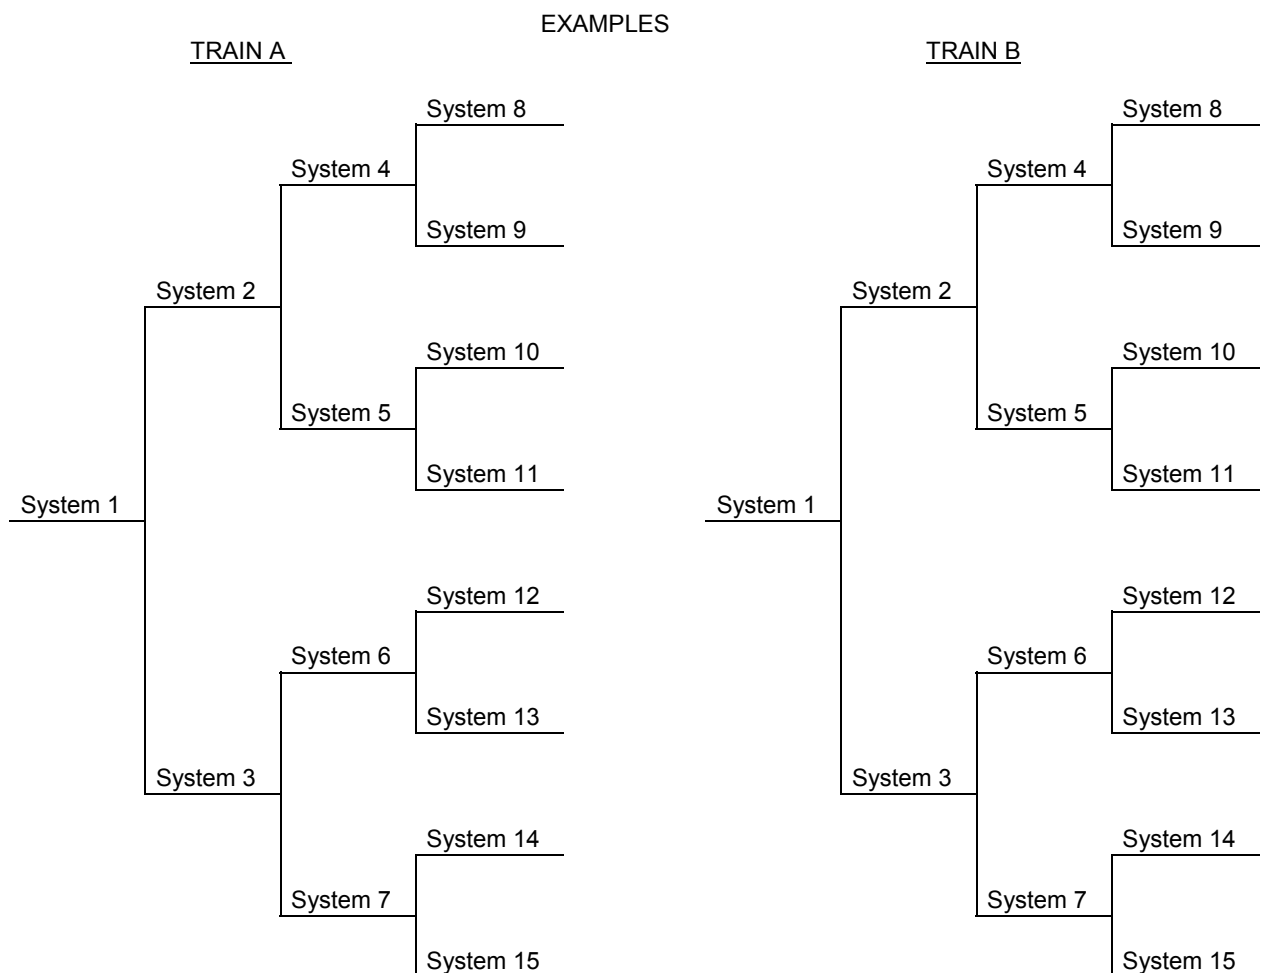 EXAMPLES
TRAIN A TRAIN B
System 8 System 8
System 4 System 4
System 9 System 9
System 2 System 2
System 10 System 10
System 5 System 5
System 11 System 11
System 1 System 1
System 12 System 12
System 6 System 6
System 13 System 13
System 3 System 3
System 14 System 14
System 7 System 7
System 15 System 15